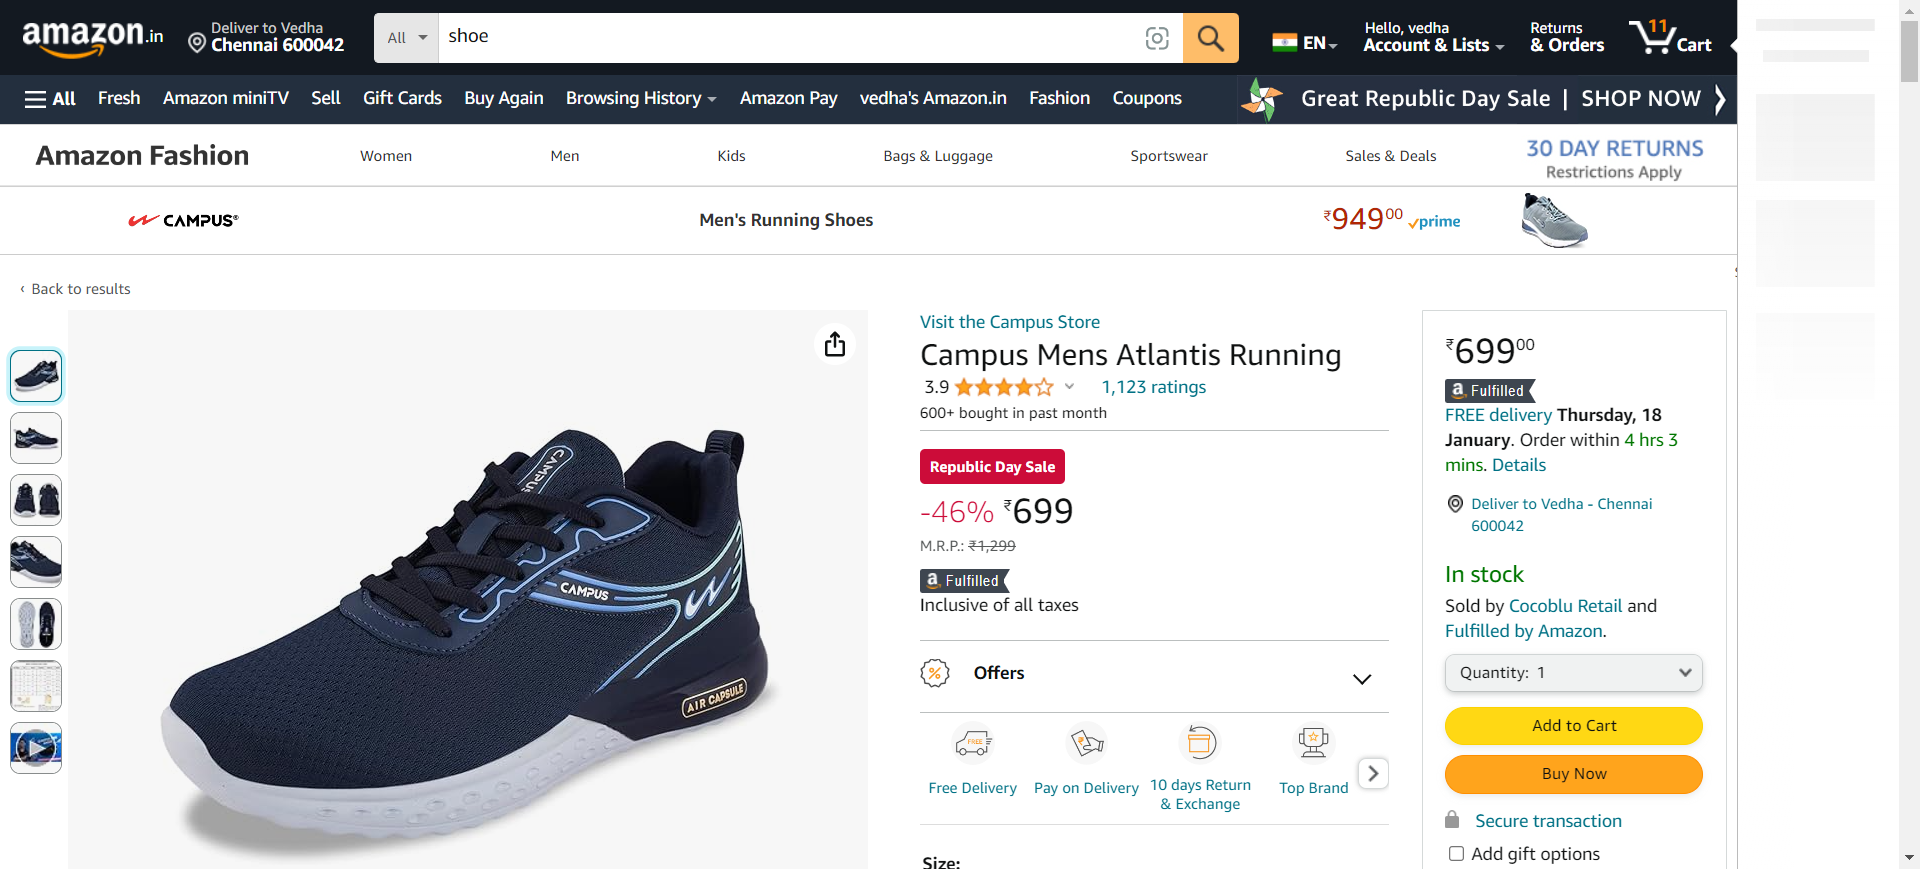 amazon.in
Deliver to Vedha
Chennai 600042
All
shoe
EN
Hello, vedha
Account & Lists
Returns
& Orders
11
Cart
All
Fresh
Amazon miniTV
Sell
Gift Cards
Buy Again
Browsing History
Amazon Pay
vedha's Amazon.in
Fashion
Coupons
Great Republic Day Sale | SHOP NOW
Amazon Fashion
Women
Men
Kids
Bags & Luggage
Sportswear
Sales & Deals
30 DAY RETURNS
Restrictions Apply
CAMPUS®
Men's Running Shoes
₹94900
prime
‹ Back to results
CAMPUS
CAMPUS
AIR CAPSULE
Visit the Campus Store
Campus Mens Atlantis Running
3.9
1,123 ratings
600+ bought in past month
Republic Day Sale
-46% ₹699
M.R.P.: ₹1,299
a Fulfilled
Inclusive of all taxes
%
Offers
FREE
Free Delivery
Pay on Delivery
10 days Return
& Exchange
Top Brand
Size:
₹69900
a Fulfilled
FREE delivery Thursday, 18
January. Order within 4 hrs 3
mins. Details
Deliver to Vedha - Chennai
600042
In stock
Sold by Cocoblu Retail and
Fulfilled by Amazon.
Quantity: 1
Add to Cart
Buy Now
Secure transaction
Add gift options